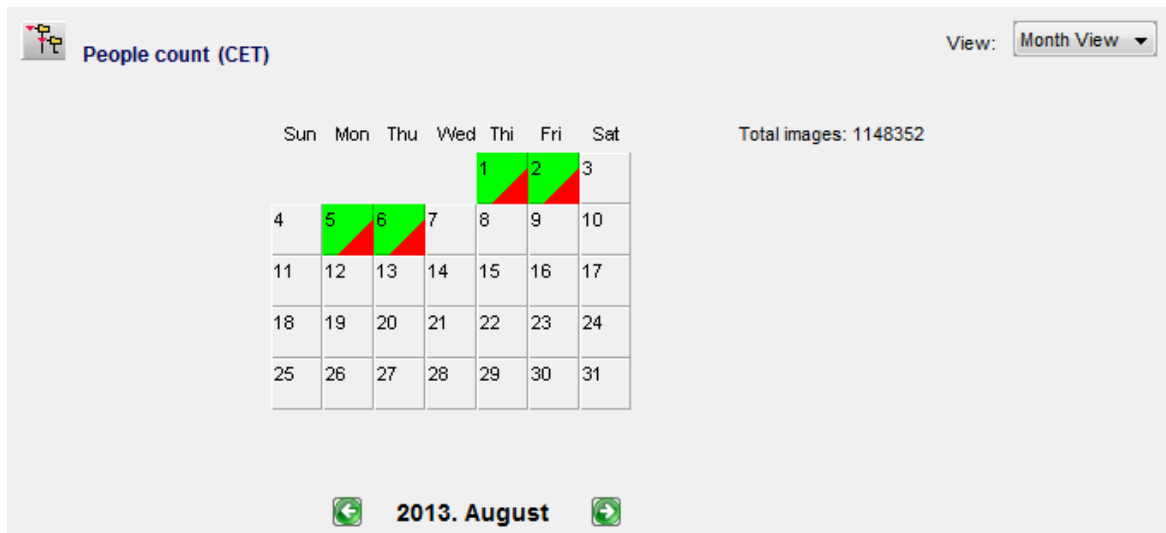 People count (CET)
View: Month View
Sun Mon Thu Wed Thi Fri Sat
Total images: 1148352
1 2 3
4 5 6 7 8 9 10
11 12 13 14 15 16 17
18 19 20 21 22 23 24
25 26 27 28 29 30 31
2013. August